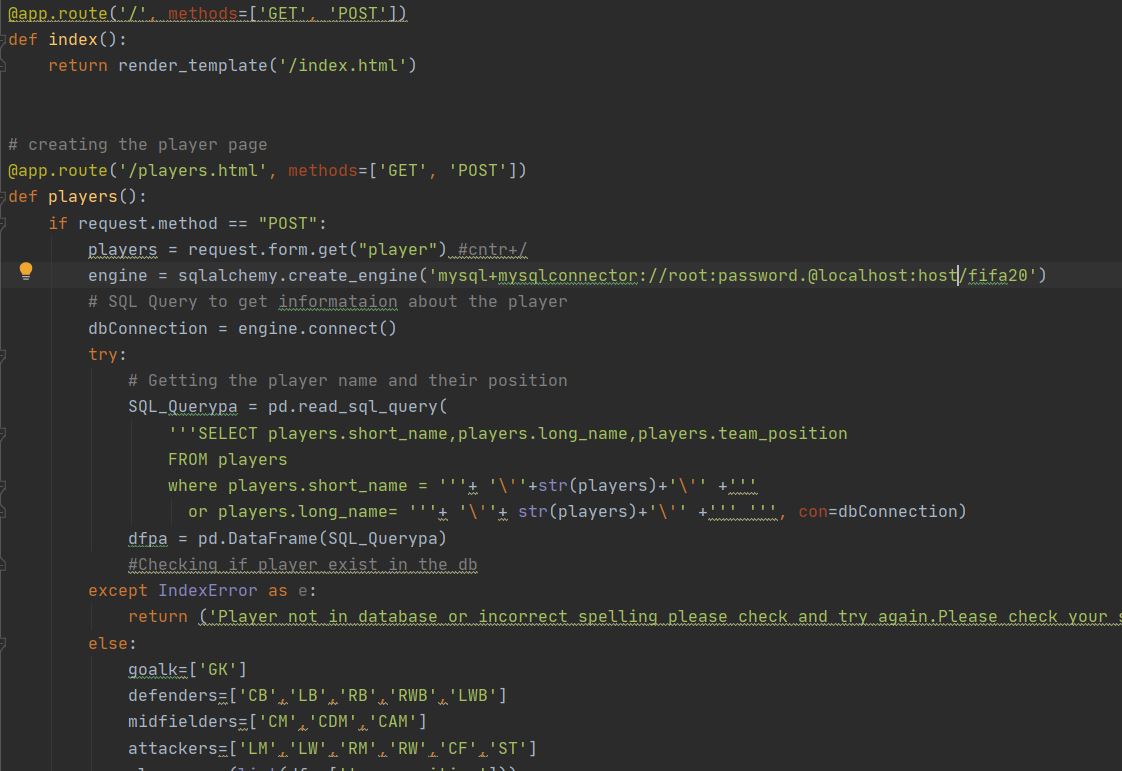 @app.route('/', methods=['GET', 'POST'])
def index():
    return render_template('/index.html')
# creating the player page
@app.route('/players.html', methods=['GET', 'POST'])
def players():
    if request.method == "POST":
        players = request.form.get("player") #cntr+/
        engine = sqlalchemy.create_engine('mysql+mysqlconnector://root:password.@localhost:host/fifa20')
        # SQL Query to get informataion about the player
        dbConnection = engine.connect()
        try:
            # Getting the player name and their position
            SQL_Querypa = pd.read_sql_query(
                '''SELECT players.short_name,players.long_name,players.team_position
                FROM players
                where players.short_name = '''+ '\''+str(players)+'\'' +'''
                  or players.long_name= '''+ '\''+ str(players)+'\'' +''' ''', con=dbConnection)
            dfpa = pd.DataFrame(SQL_Querypa)
            #Checking if player exist in the db
        except IndexError as e:
            return ('Player not in database or incorrect spelling please check and try again.Please check your
        else:
            goalk=['GK']
            defenders=['CB','LB','RB','RWB','LWB']
            midfielders=['CM','CDM','CAM']
            attackers=['LM','LW','RM','RW','CF','ST']